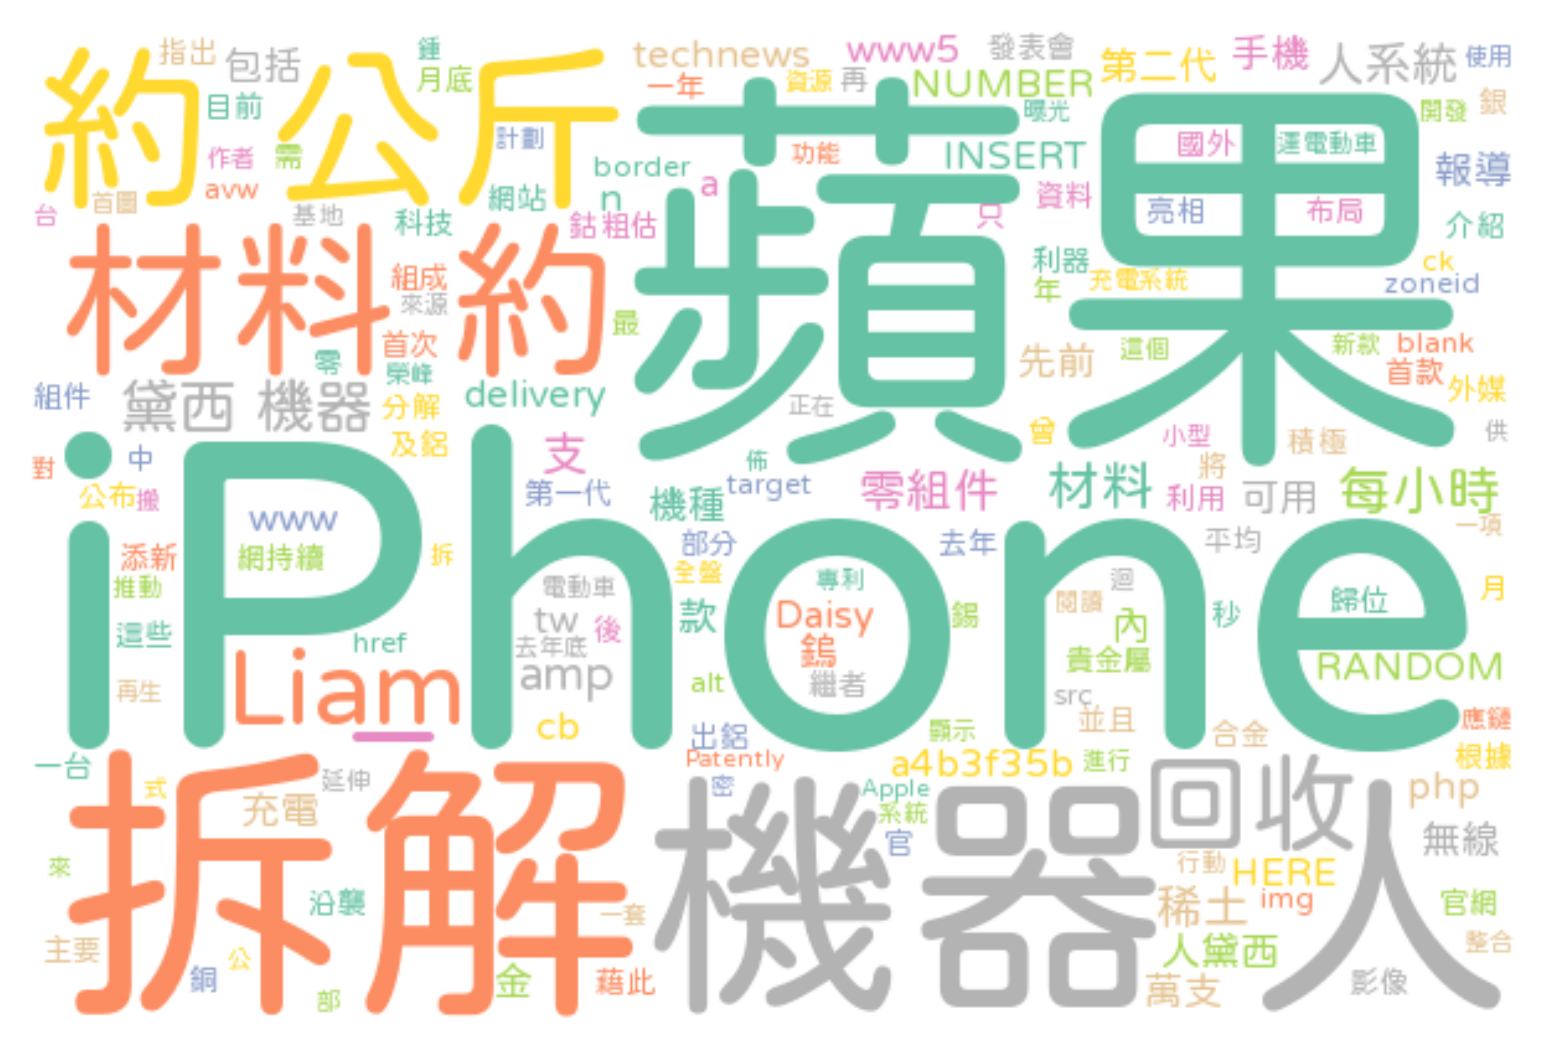 指出 包括 鍾 月底 technews www5 發表會 第二代 手機 人系統 使用
約公斤 目前 一年 資源 再 NUMBER 曝光 開發 銀
蘋果 計劃 作者 需 avw border 功能 INSERT 國外 運電動車 報導
台 首圖 基地 科技 網站 n 鈷 粗估 a 只 資料 亮相 布局 介紹
材料 約 組成 來源 利器 年 充電系統 ck zoneid
首次 零 榮峰 最 先前 這個 新款 blank 首款 外媒
組件 黛西 機器 分解 delivery 正在 曾 小型 積極 供
及鋁 對 中 支 佈 將
公布 搬 第一代 機種 target 零組件 材料 利用 可用 每小時
iPhone
www 添新 網持續 拆 部分 去年 平均 一項
推動 電動車 全盤 專利 迴 閱讀 歸位 月
這些 href tw 後 款 Daisy 錫 內 秒
去年底 鎢 貴金屬 RANDOM
再生 Liam amp alt 繼者 src 並且
_ cb 出鋁 顯示 合金 應鏈
一台 Patently a4b3f35b 進行 根據
拆解 機器人 回收
式 充電 延伸 密 Apple 系統 官 php 無線
來 沿襲 一套 行動 HERE 稀土 img 官網
主要 銅 公 部 金 藉此 人黛西 萬支 影像 整合